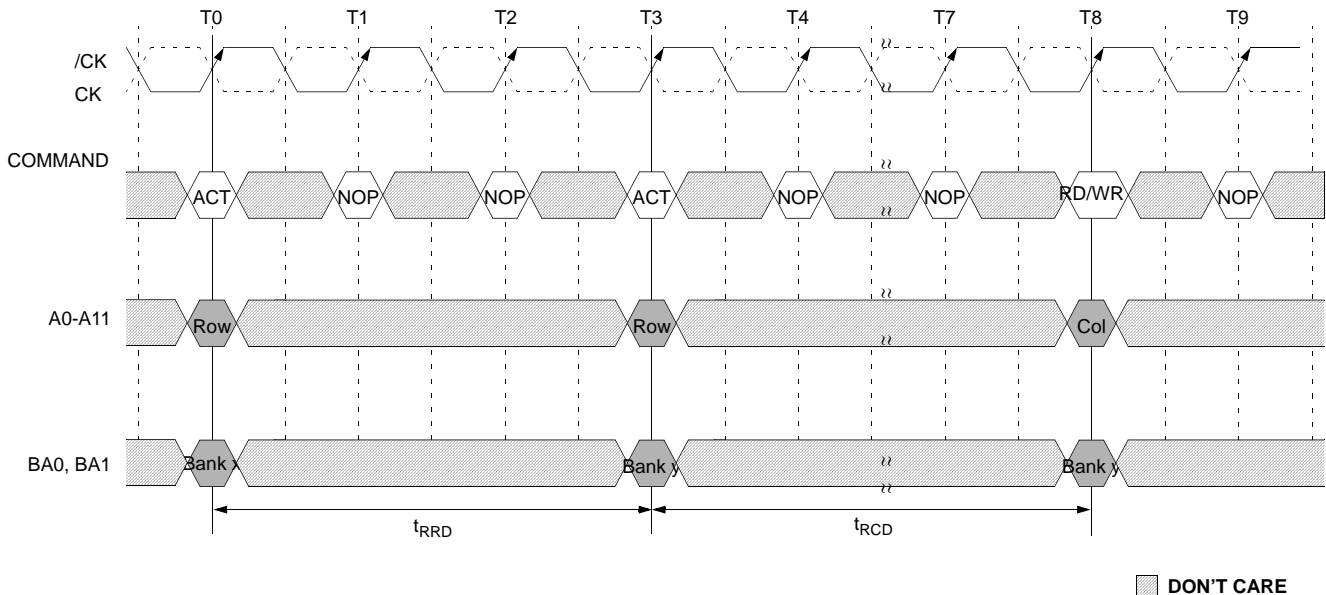 T0 T1 T2 T3 T4 T7 T8 T9
/CK
CK
COMMAND
ACT NOP NOP ACT NOP NOP RD/WR NOP
A0-A11
Row Row Col
BA0, BA1
Bank x Bank y Bank y
tRRD tRCD
DON'T CARE